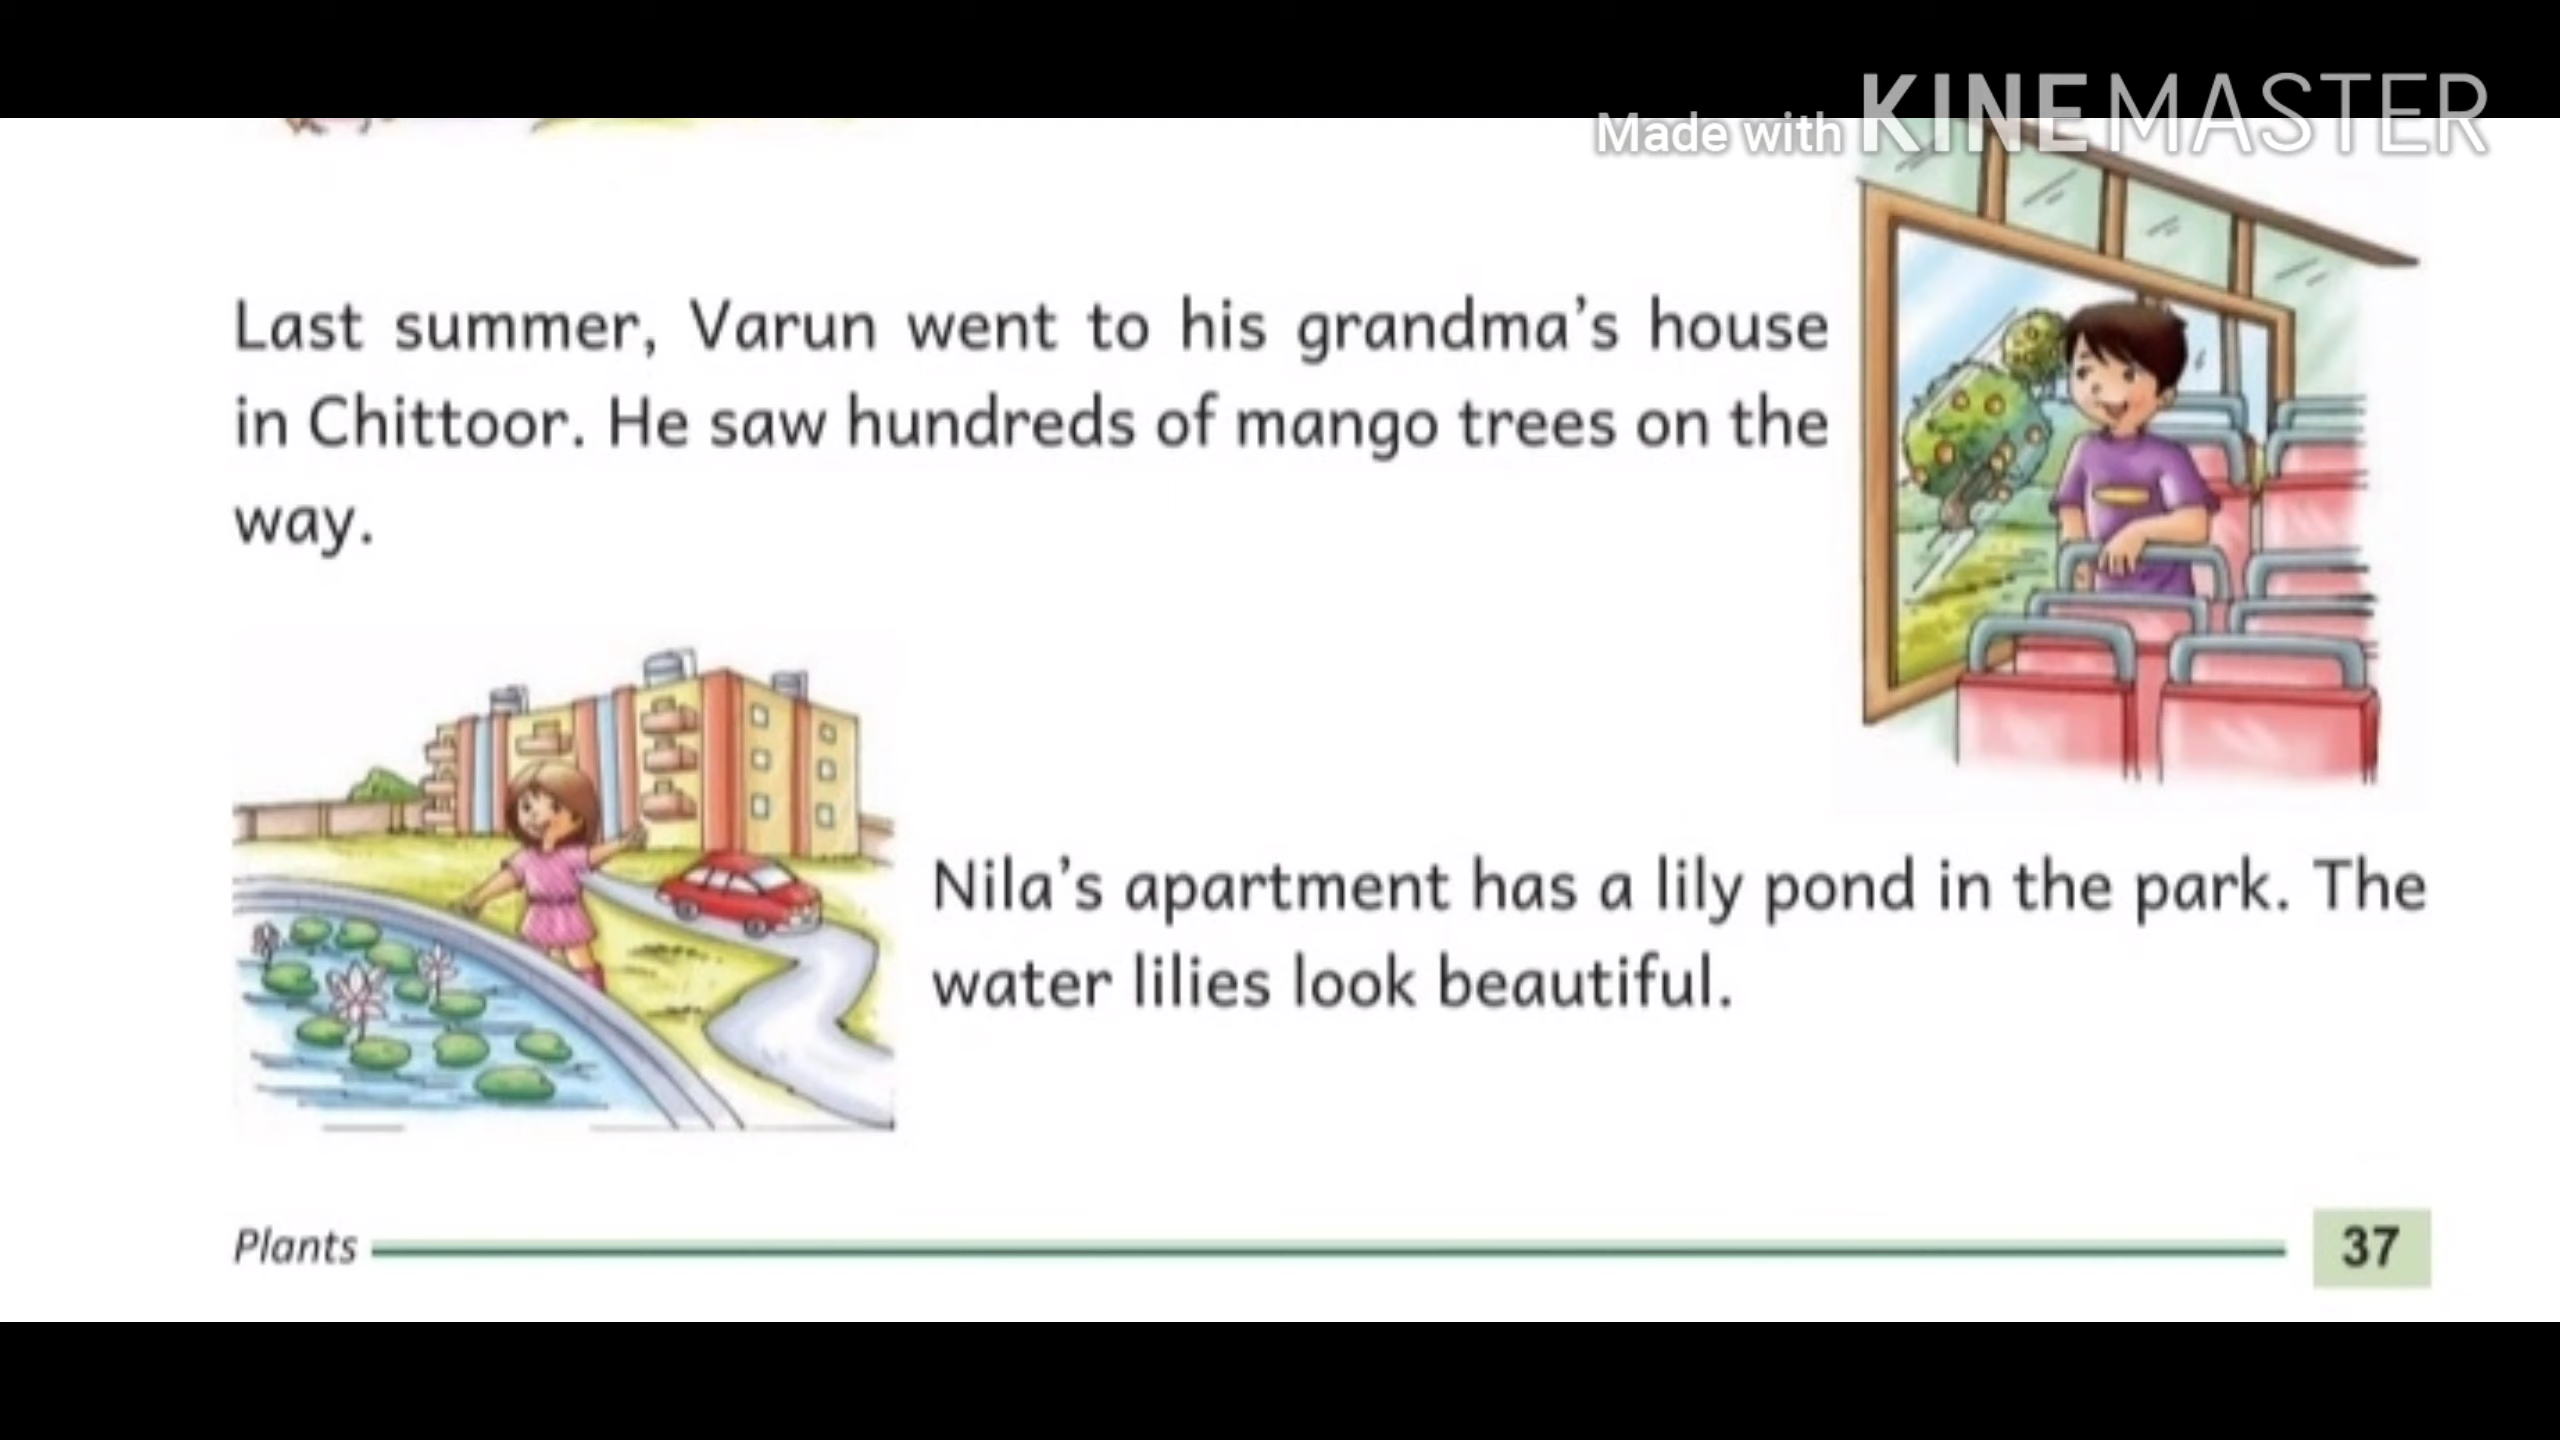 Made with KINEMASTER
Last summer, Varun went to his grandma's house
in Chittoor. He saw hundreds of mango trees on the
way.
Nila's apartment has a lily pond in the park. The
water lilies look beautiful.
Plants
37